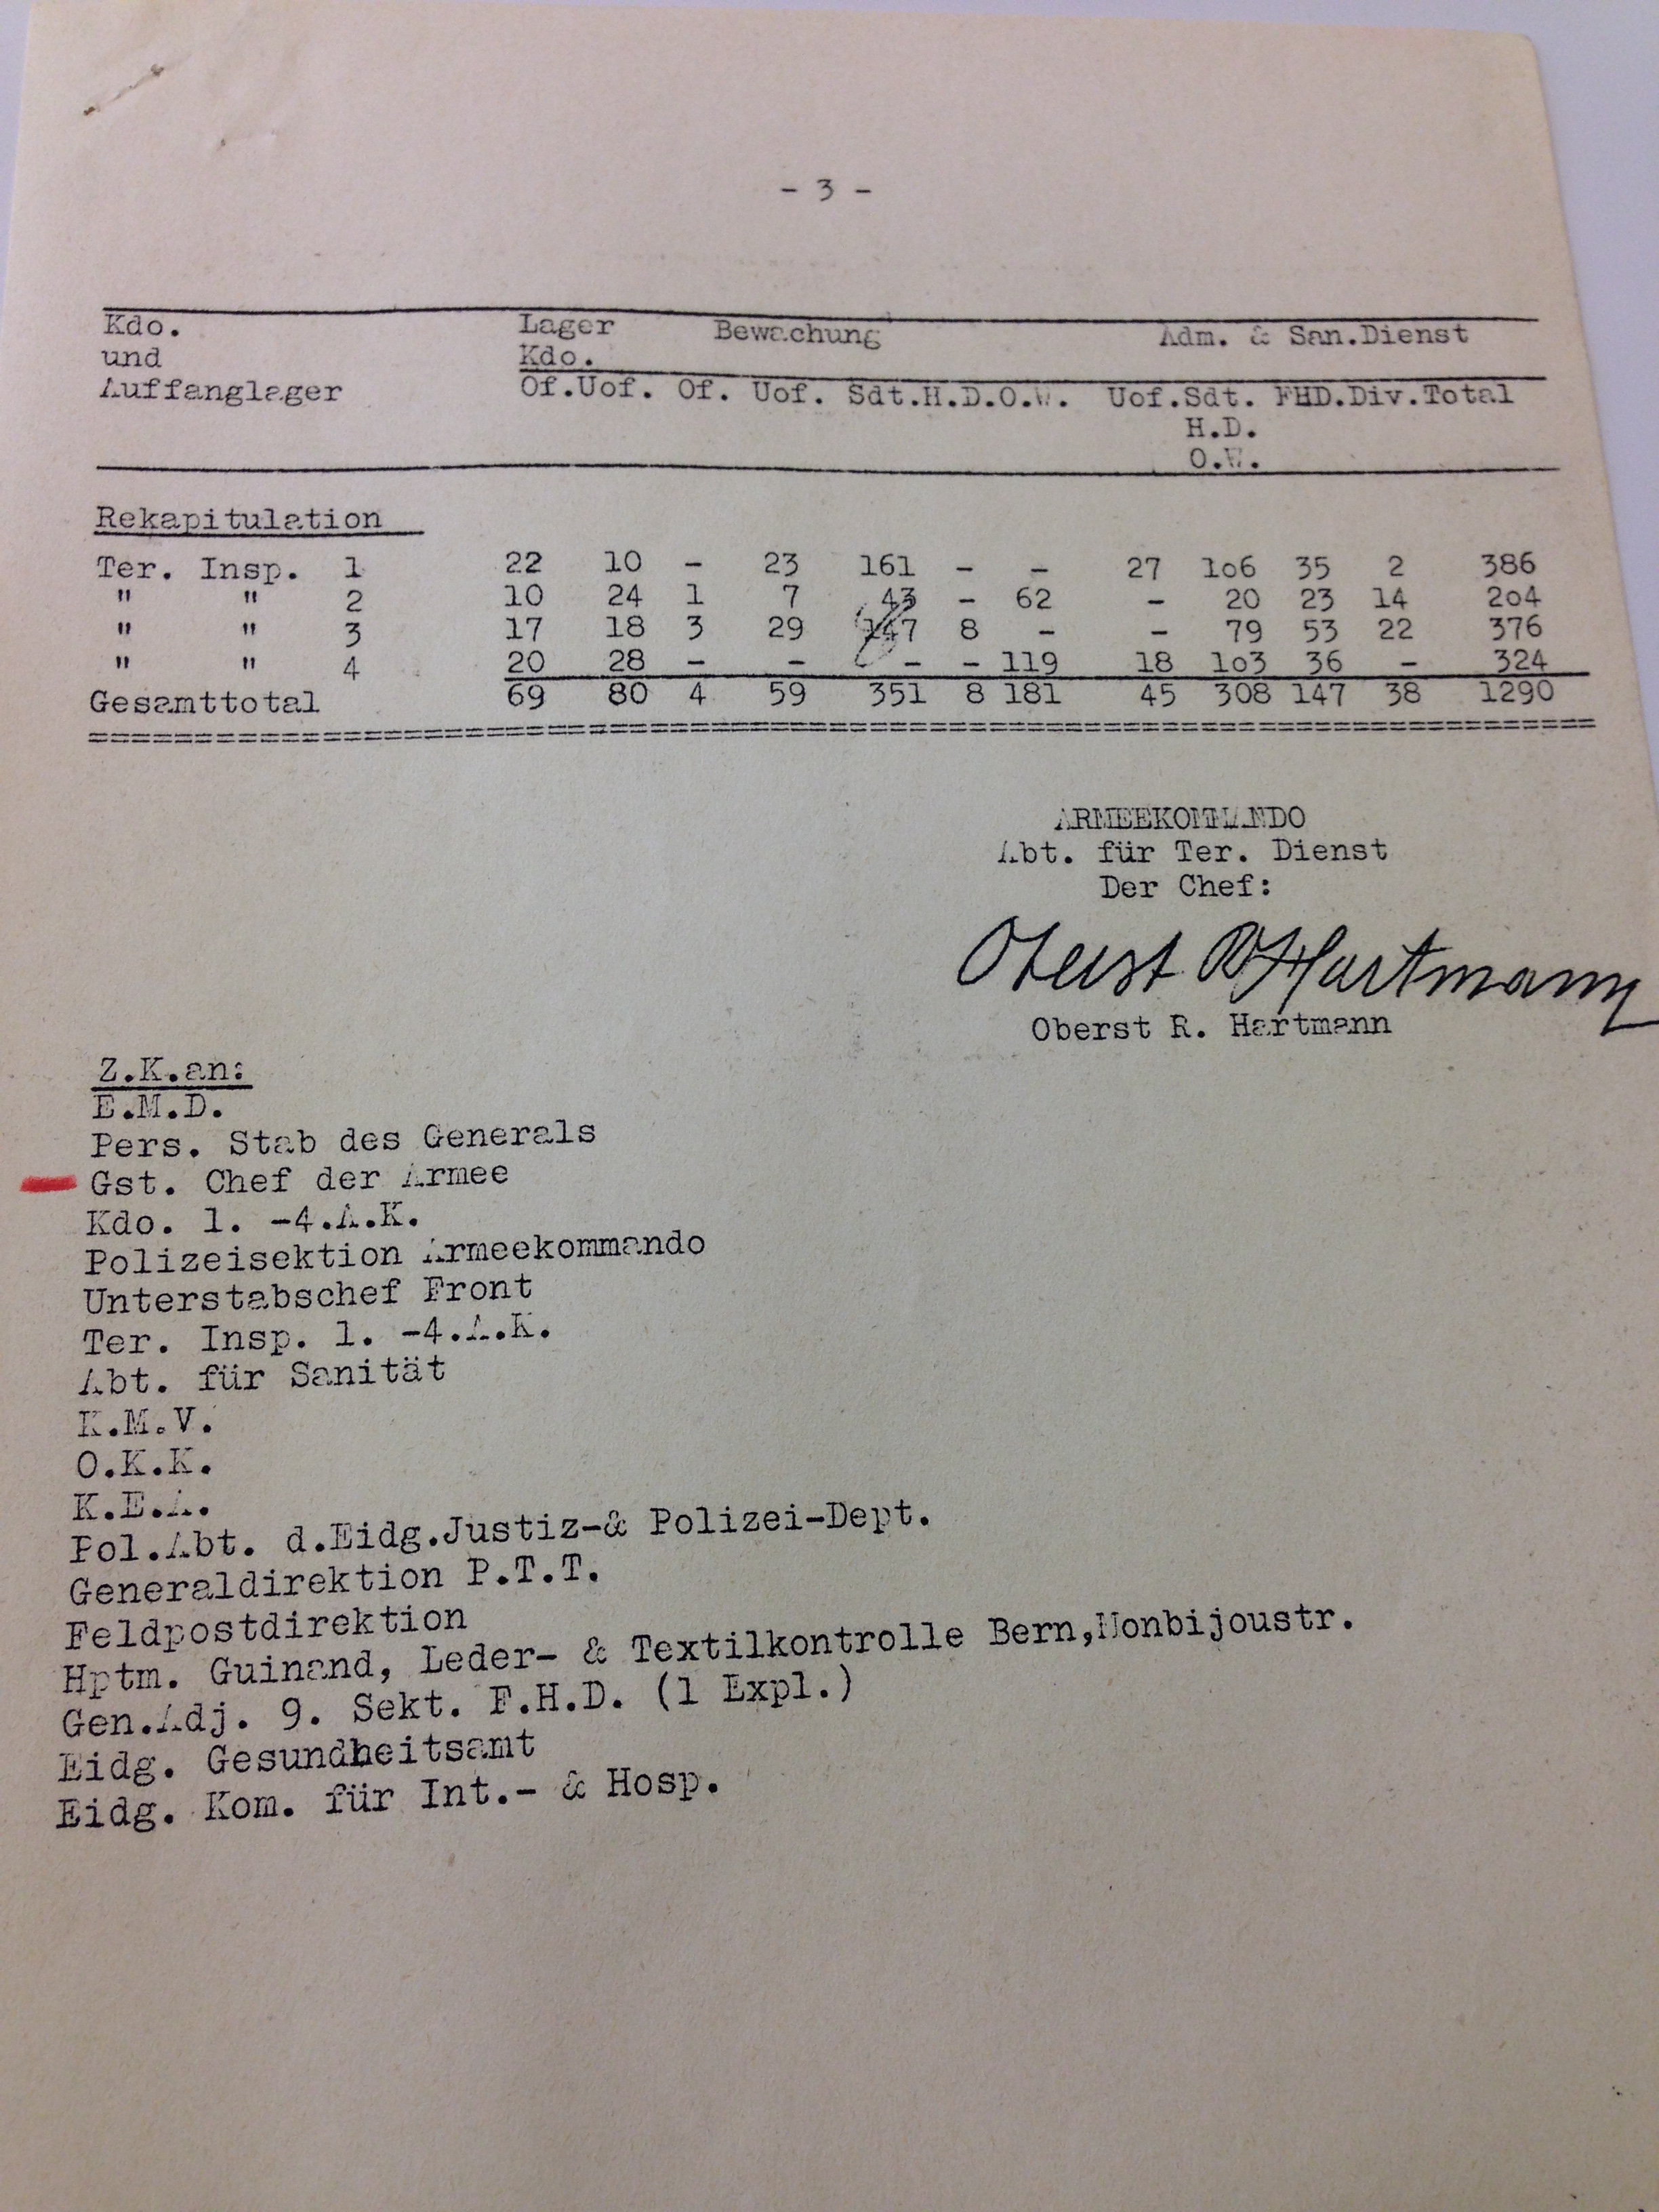 - 3 -
Kdo. Lager Bewachung Adm. & San.Dienst
und Kdo.
Auffanglager Of.Uof. Of. Uof. Sdt.H.D.O.W. Uof.Sdt. FHD.Div.Total
H.D.
O.W.
Rekapitulation
Ter. Insp. 1 22 10 - 23 161 - - 27 1o6 35 2 386
" " 2 10 24 1 7 43 - 62 - 20 23 14 2o4
" " 3 17 18 3 29 147 8 - - 79 53 22 376
" " 4 20 28 - - - - 119 18 1o3 36 - 324
Gesamttotal 69 80 4 59 351 8 181 45 308 147 38 1290
==========================================================================
ARMEEKOMMANDO
Abt. für Ter. Dienst
Der Chef:
Oberst R Hartmann
Oberst R. Hartmann
Z.K.an:
E.M.D.
Pers. Stab des Generals
Gst. Chef der Armee
Kdo. 1. -4.A.K.
Polizeisektion Armeekommando
Unterstabschef Front
Ter. Insp. 1. -4.A.K.
Abt. für Sanität
K.M.V.
O.K.K.
K.E.A.
Pol.Abt. d.Eidg.Justiz-& Polizei-Dept.
Generaldirektion P.T.T.
Feldpostdirektion
Hptm. Guinand, Leder- & Textilkontrolle Bern,Monbijoustr.
Gen.Adj. 9. Sekt. F.H.D. (1 Expl.)
Eidg. Gesundheitsamt
Eidg. Kom. für Int.- & Hosp.